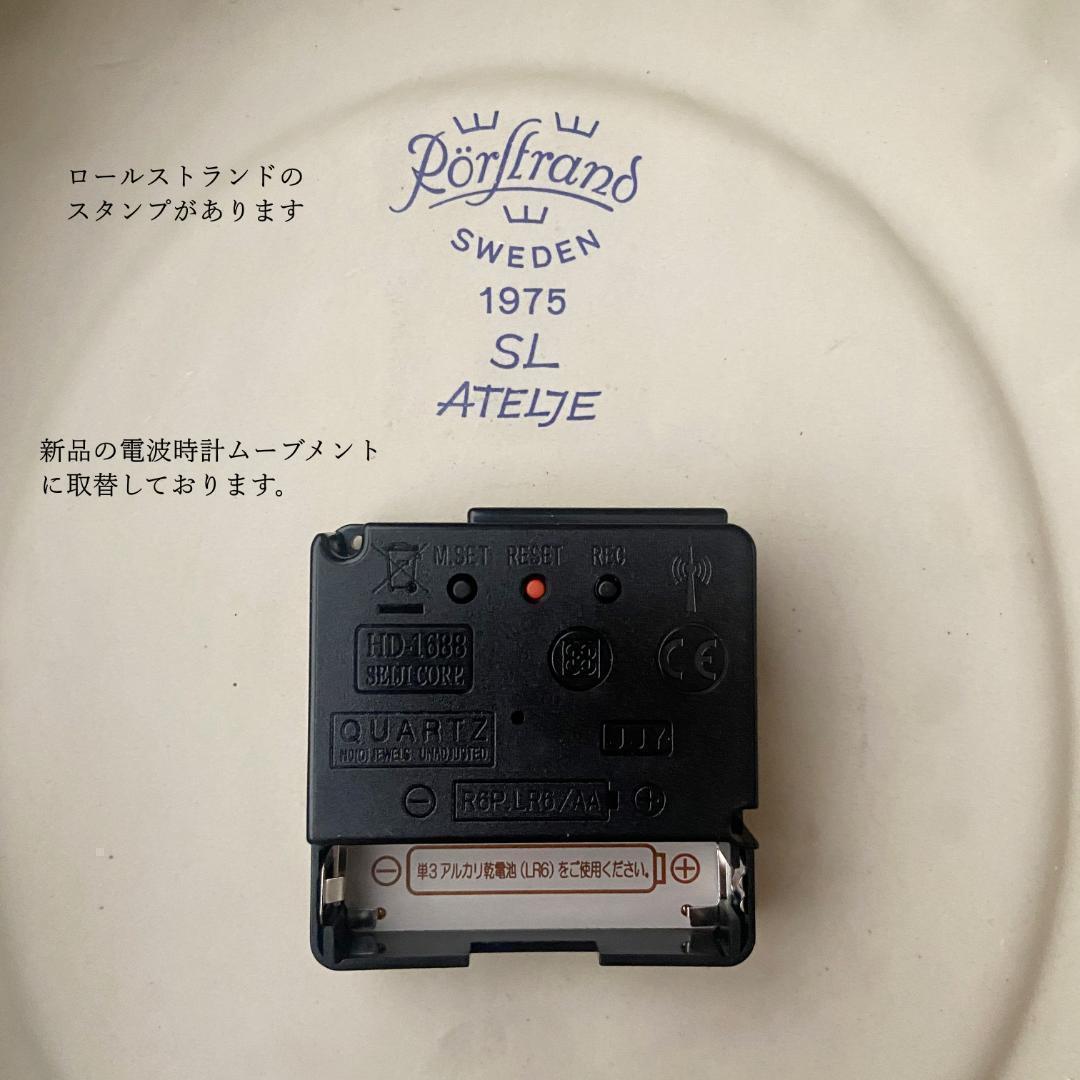 Rörstrand
SWEDEN
1975
SL
ATELJE
ロールストランドの
スタンプがあります
新品の電波時計ムーブメント
に取替しております。
M.SET RESET REC
HD-1688
SEIJI CORP.
CE
QUARTZ
NO(0) JEWELS UNADJUSTED
JJY
R6P.LR6/AA
単3アルカリ乾電池(LR6)をご使用ください。